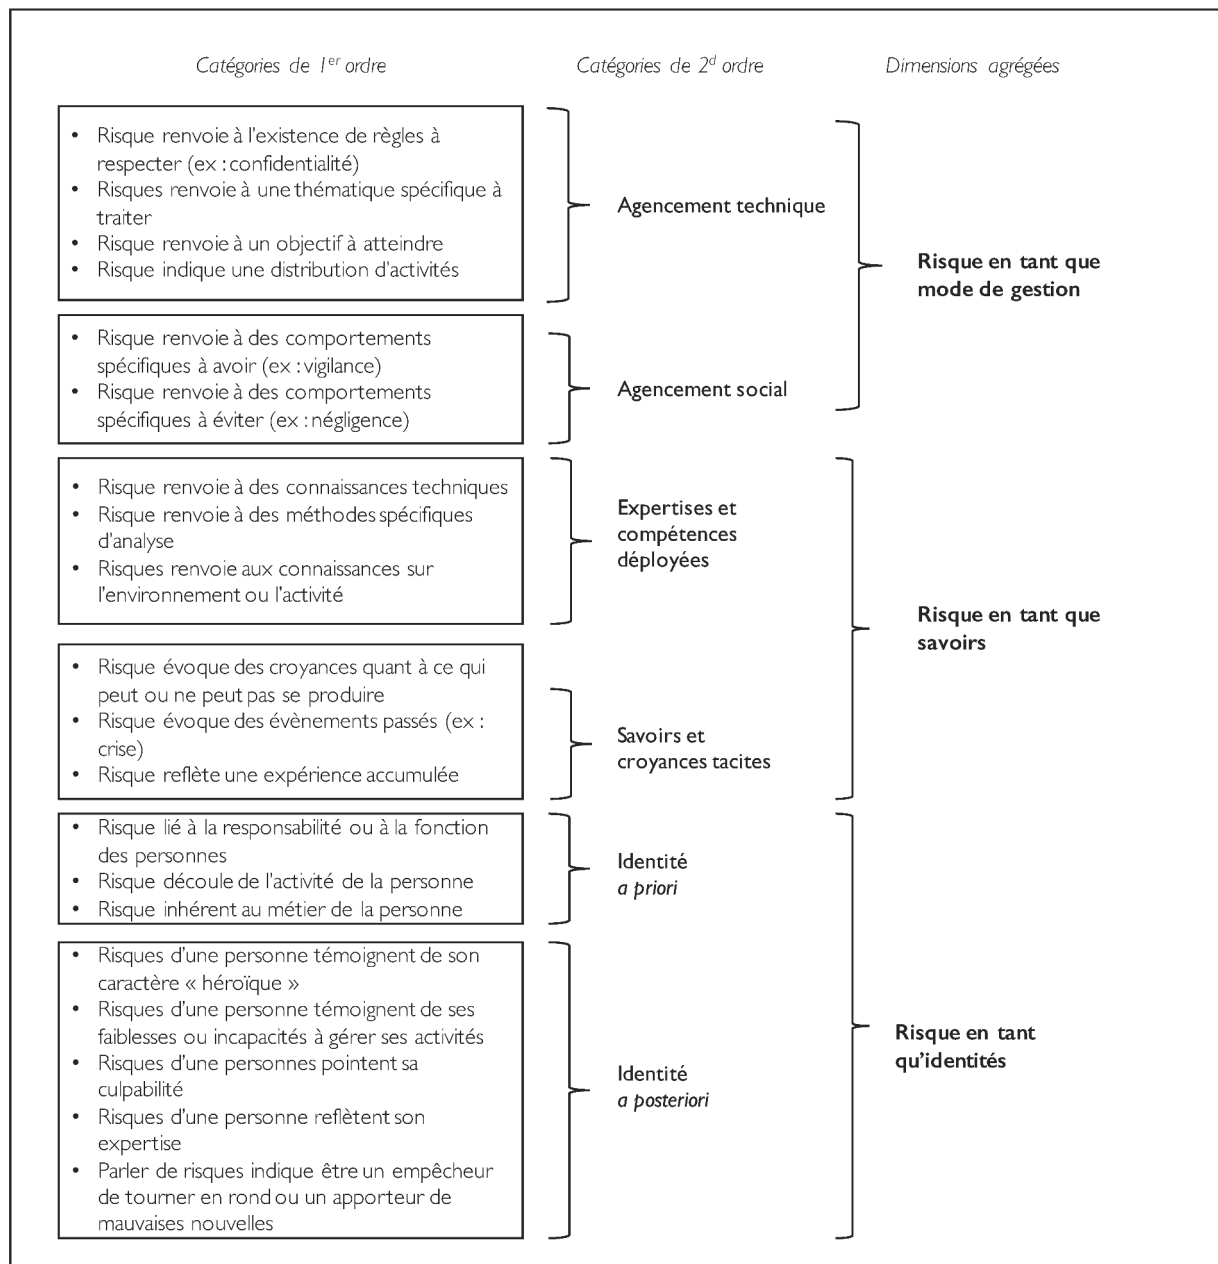 Catégories de 1er ordre
Catégories de 2d ordre
Dimensions agrégées
• Risque renvoie à l'existence de règles à
respecter (ex : confidentialité)
• Risques renvoie à une thématique spécifique à
traiter
• Risque renvoie à un objectif à atteindre
• Risque indique une distribution d'activités
Agencement technique
• Risque renvoie à des comportements
spécifiques à avoir (ex : vigilance)
• Risque renvoie à des comportements
spécifiques à éviter (ex : négligence)
Agencement social
Risque en tant que
mode de gestion
• Risque renvoie à des connaissances techniques
• Risque renvoie à des méthodes spécifiques
d'analyse
• Risques renvoie aux connaissances sur
l'environnement ou l'activité
Expertises et
compétences
déployées
• Risque évoque des croyances quant à ce qui
peut ou ne peut pas se produire
• Risque évoque des évènements passés (ex :
crise)
• Risque reflète une expérience accumulée
Savoirs et
croyances tacites
Risque en tant que
savoirs
• Risque lié à la responsabilité ou à la fonction
des personnes
• Risque découle de l'activité de la personne
• Risque inhérent au métier de la personne
Identité
a priori
• Risques d'une personne témoignent de son
caractère « héroïque »
• Risques d'une personne témoignent de ses
faiblesses ou incapacités à gérer ses activités
• Risques d'une personnes pointent sa
culpabilité
• Risques d'une personne reflètent son
expertise
• Parler de risques indique être un empêcheur
de tourner en rond ou un apporteur de
mauvaises nouvelles
Identité
a posteriori
Risque en tant
qu'identités